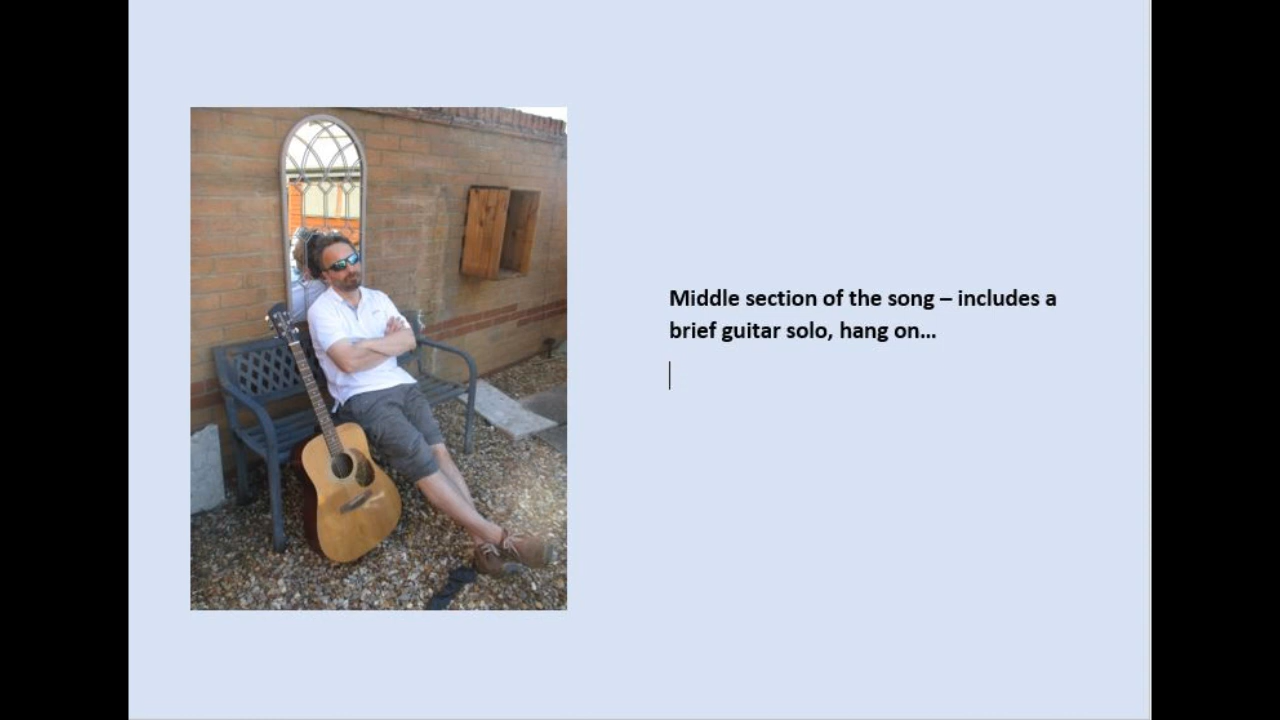 Middle section of the song – includes a
brief guitar solo, hang on…